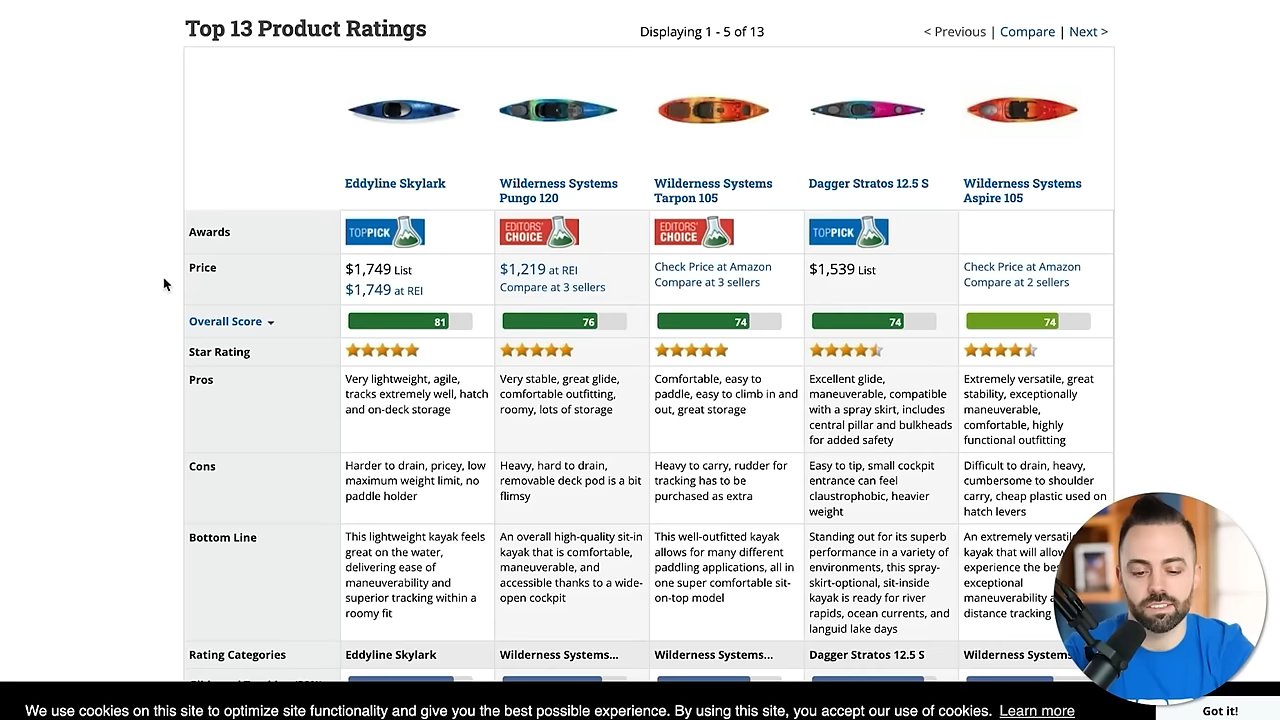 Top 13 Product Ratings
Displaying 1 - 5 of 13
< Previous | Compare | Next >
Eddyline Skylark
Wilderness Systems
Pungo 120
Wilderness Systems
Tarpon 105
Dagger Stratos 12.5 S
Wilderness Systems
Aspire 105
Awards
TOP PICK
EDITORS'
CHOICE
EDITORS'
CHOICE
TOP PICK
Price
$1,749 List
$1,749 at REI
$1,219 at REI
Compare at 3 sellers
Check Price at Amazon
Compare at 3 sellers
$1,539 List
Check Price at Amazon
Compare at 2 sellers
Overall Score
81
76
74
74
74
Star Rating
Pros
Very lightweight, agile,
tracks extremely well, hatch
and on-deck storage
Very stable, great glide,
comfortable outfitting,
roomy, lots of storage
Comfortable, easy to
paddle, easy to climb in and
out, great storage
Excellent glide,
maneuverable, compatible
with a spray skirt, includes
central pillar and bulkheads
for added safety
Extremely versatile, great
stability, exceptionally
maneuverable,
comfortable, highly
functional outfitting
Cons
Harder to drain, pricey, low
maximum weight limit, no
paddle holder
Heavy, hard to drain,
removable deck pod is a bit
flimsy
Heavy to carry, rudder for
tracking has to be
purchased as extra
Easy to tip, small cockpit
entrance can feel
claustrophobic, heavier
weight
Difficult to drain, heavy,
cumbersome to shoulder
carry, cheap plastic used on
hatch levers
Bottom Line
This lightweight kayak feels
great on the water,
delivering ease of
maneuverability and
superior tracking within a
roomy fit
An overall high-quality sit-in
kayak that is comfortable,
maneuverable, and
accessible thanks to a wide-
open cockpit
This well-outfitted kayak
allows for many different
paddling applications, all in
one super comfortable sit-
on-top model
Standing out for its superb
performance in a variety of
environments, this spray-
skirt-optional, sit-inside
kayak is ready for river
rapids, ocean currents, and
languid lake days
An extremely
kayak that will allow
experience the
exceptional
maneuverability
distance tracking
Rating Categories
Eddyline Skylark
Wilderness Systems...
Wilderness Systems...
Dagger Stratos 12.5 S
Wilderness
We use cookies on this site to optimize site functionality and give you the best possible experience. By using this site, you accept our use of cookies. Learn more
Got it!